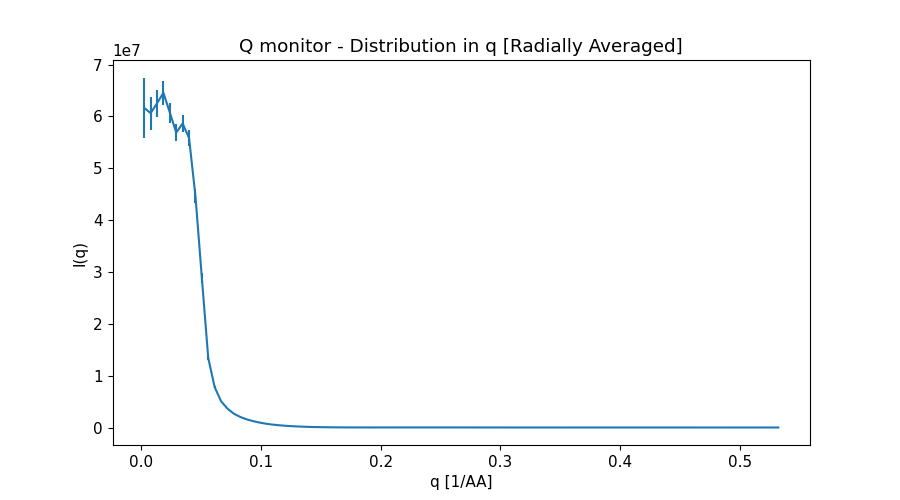 Q monitor - Distribution in q [Radially Averaged]
1e7
7
6
5
4
3
2
1
0
I(q)
0.0 0.1 0.2 0.3 0.4 0.5
q [1/AA]